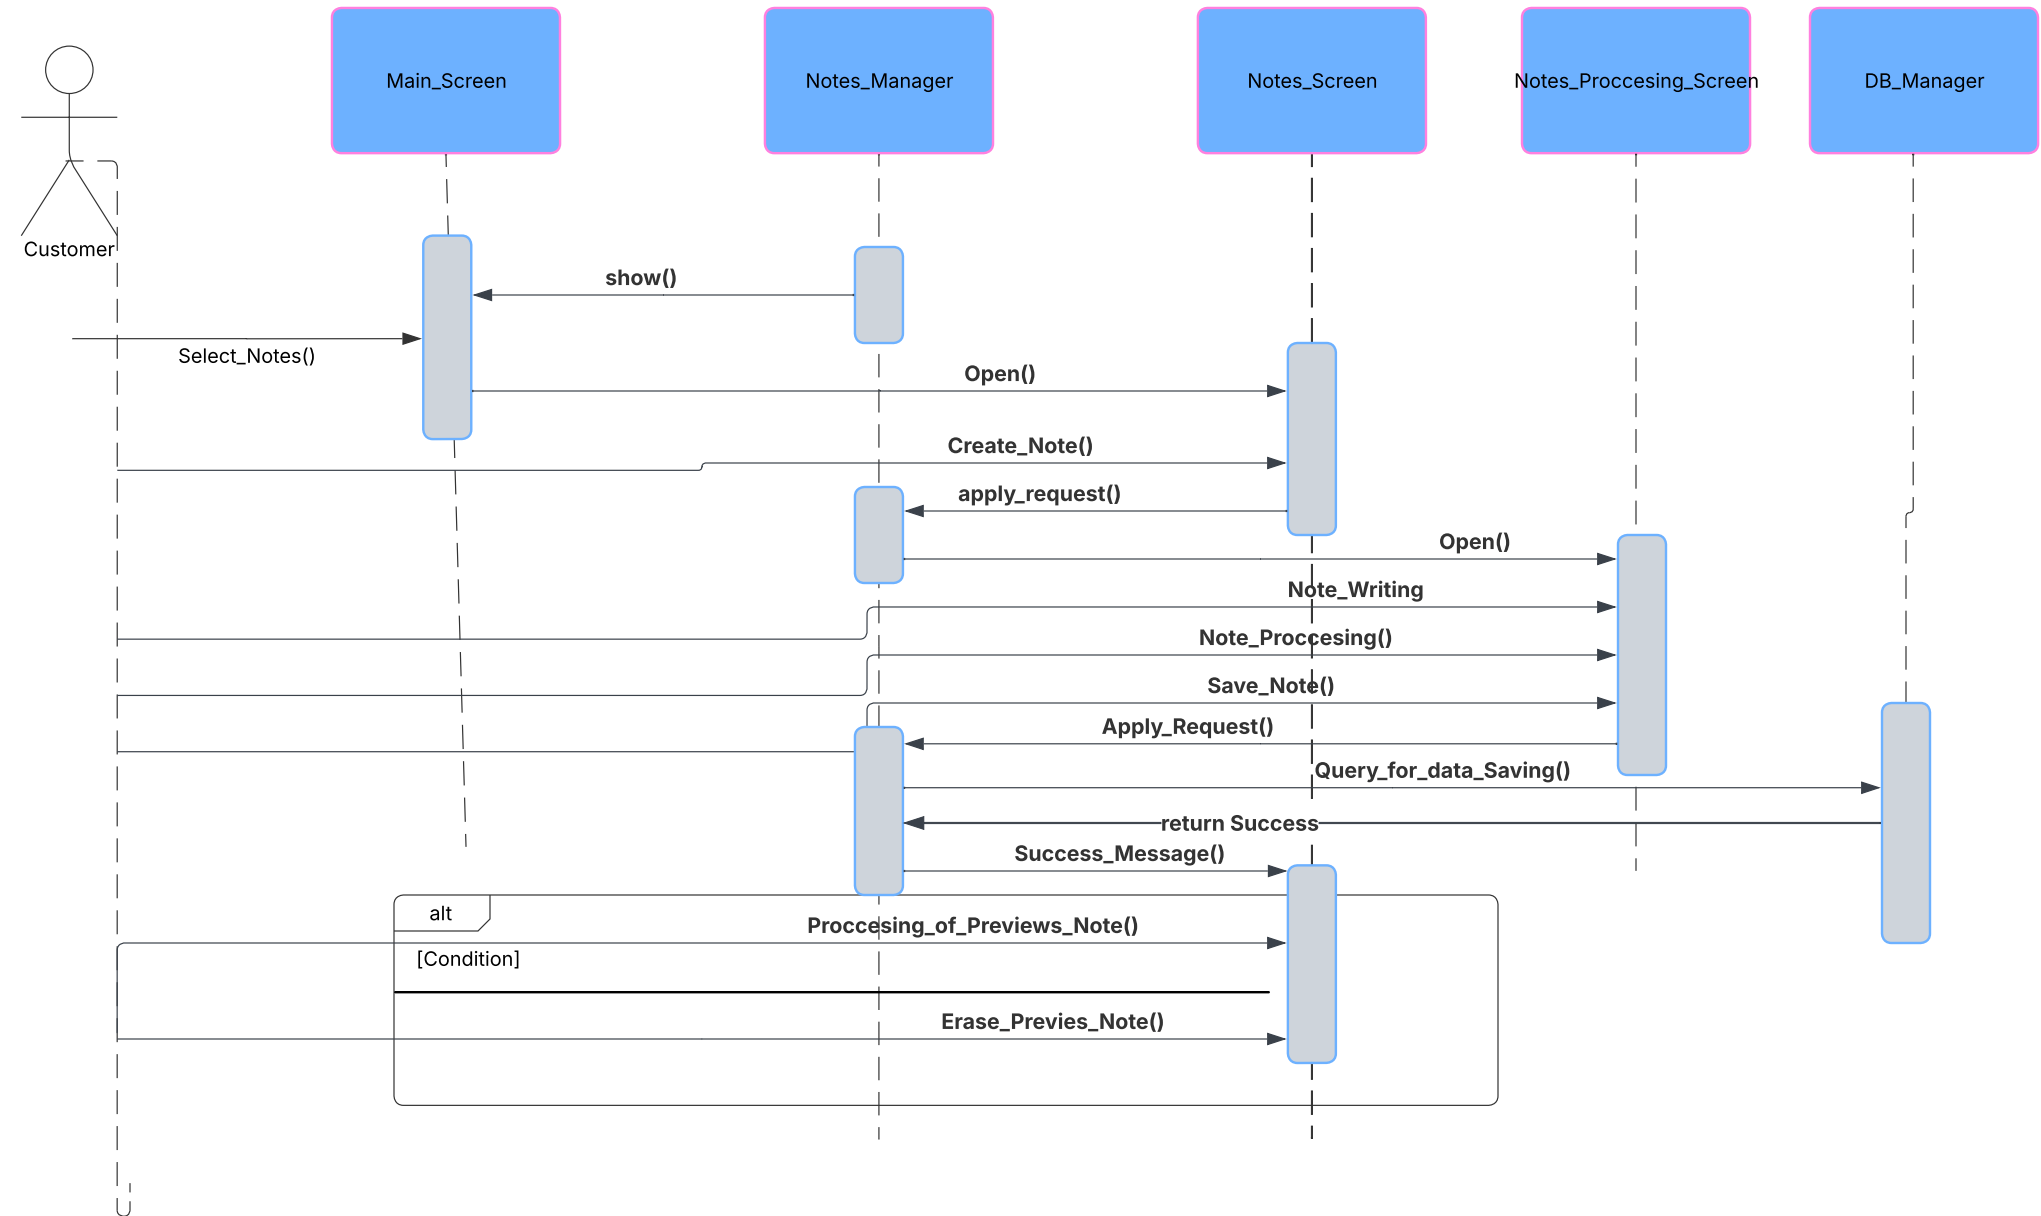 Main_Screen
Notes_Manager
Notes_Screen
Notes_Proccesing_Screen
DB_Manager
Customer
show()
Select_Notes()
Open()
Create_Note()
apply_request()
Open()
Note_Writing
Note_Proccesing()
Save_Note()
Apply_Request()
Query_for_data_Saving()
return Success
Success_Message()
alt
Proccesing_of_Previews_Note()
[Condition]
Erase_Previes_Note()